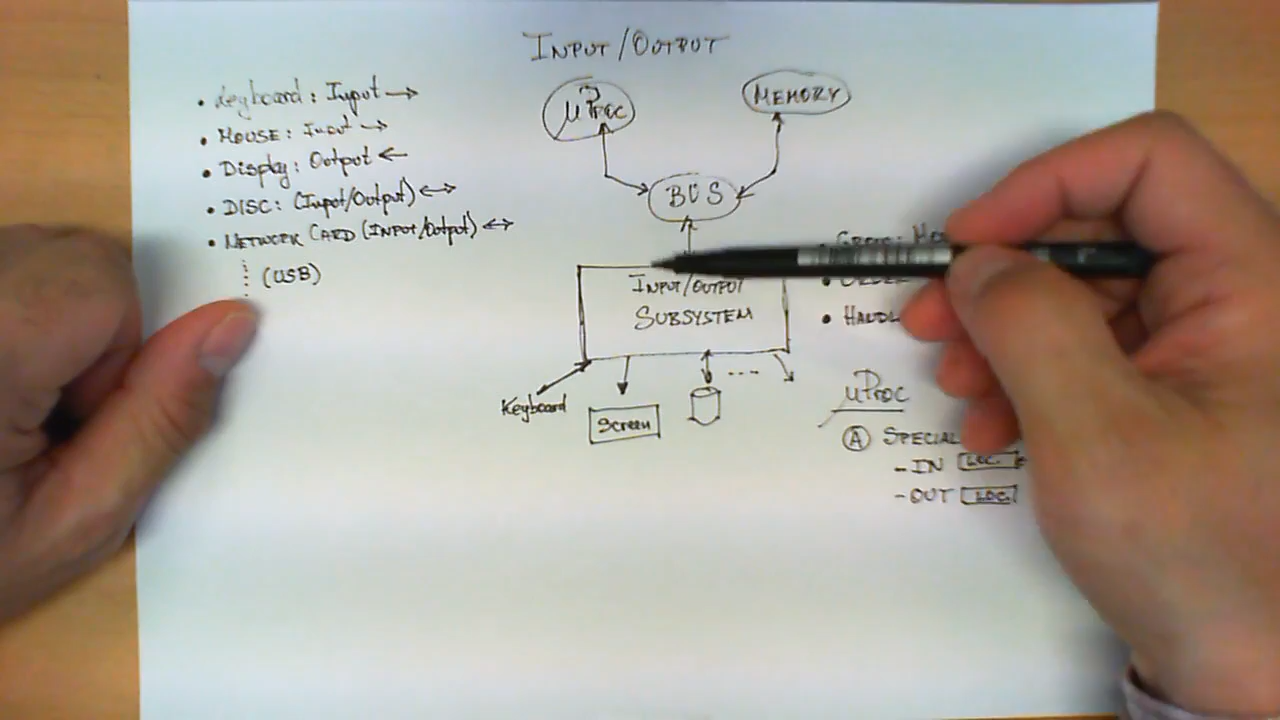 INPUT/OUTPUT
• Keyboard: Input →
• MOUSE: Input →
• Display: Output ←
• DISC: (Input/Output) ↔
• NETWORK CARD (INPUT/Output) ↔
(USB)
μProc
MEMORY
BUS
INPUT/OUTPUT
SUBSYSTEM
Keyboard
Screen
....
•
• HANDL
μProc
Ⓐ SPECIAL
- IN LOC.
- OUT LOC.